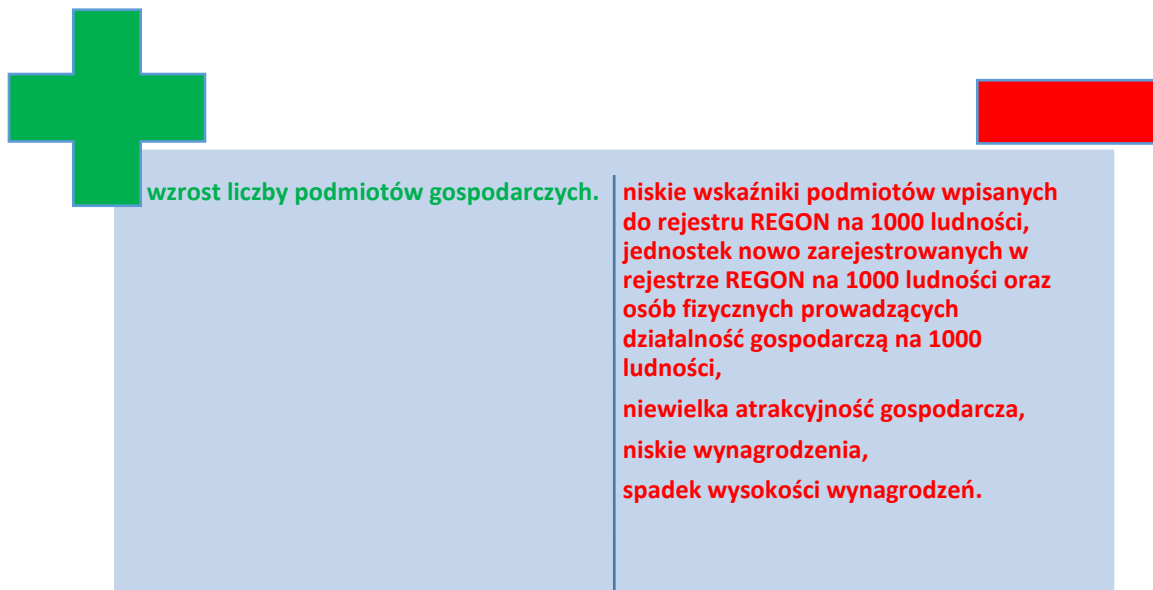 wzrost liczby podmiotów gospodarczych.
niskie wskaźniki podmiotów wpisanych
do rejestru REGON na 1000 ludności,
jednostek nowo zarejestrowanych w
rejestrze REGON na 1000 ludności oraz
osób fizycznych prowadzących
działalność gospodarczą na 1000
ludności,
niewielka atrakcyjność gospodarcza,
niskie wynagrodzenia,
spadek wysokości wynagrodzeń.